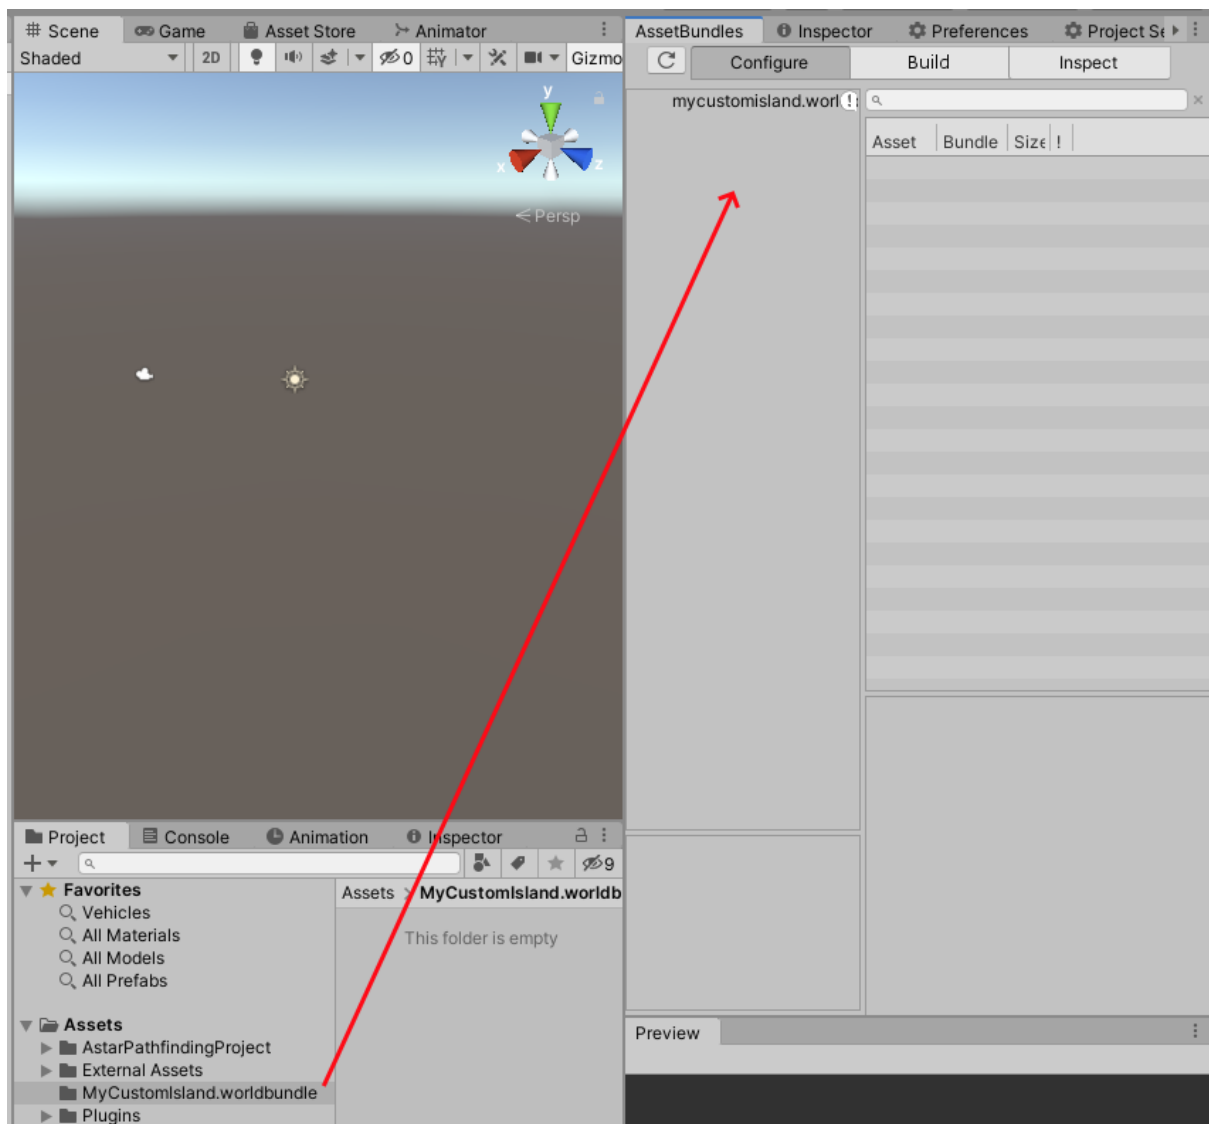 Scene Game Asset Store Animator
Shaded 2D 0 Gizmo
y
x z
Persp
AssetBundles Inspector Preferences Project Se
Configure Build Inspect
mycustomisland.worl
Asset Bundle Size !
Project Console Animation Inspector
9
Favorites
Vehicles
All Materials
All Models
All Prefabs
Assets
AstarPathfindingProject
External Assets
MyCustomIsland.worldbundle
Plugins
Assets > MyCustomIsland.worldb
This folder is empty
Preview